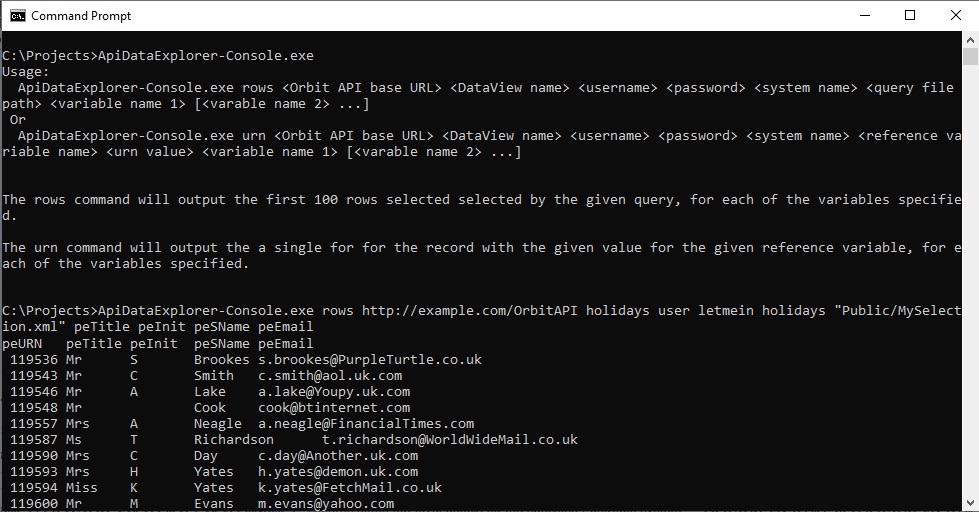 Command Prompt
C:\Projects>ApiDataExplorer-Console.exe
Usage:
  ApiDataExplorer-Console.exe rows <Orbit API base URL> <DataView name> <username> <password> <system name> <query file
path> <variable name 1> [<varable name 2> ...]
 Or
  ApiDataExplorer-Console.exe urn <Orbit API base URL> <DataView name> <username> <password> <system name> <reference va
riable name> <urn value> <variable name 1> [<varable name 2> ...]
The rows command will output the first 100 rows selected selected by the given query, for each of the variables specifie
d.
The urn command will output the a single for for the record with the given value for the given reference variable, for e
ach of the variables specified.
C:\Projects>ApiDataExplorer-Console.exe rows http://example.com/OrbitAPI holidays user letmein holidays "Public/MySelect
ion.xml" peTitle peInit peSName peEmail
peURN   peTitle peInit  peSName peEmail
 119536 Mr      S       Brookes s.brookes@PurpleTurtle.co.uk
 119543 Mr      C       Smith   c.smith@aol.uk.com
 119546 Mr      A       Lake    a.lake@Youpy.uk.com
 119548 Mr              Cook    cook@btinternet.com
 119557 Mrs     A       Neagle  a.neagle@FinancialTimes.com
 119587 Ms      T       Richardson      t.richardson@WorldWideMail.co.uk
 119590 Mrs     C       Day     c.day@Another.uk.com
 119593 Mrs     H       Yates   h.yates@demon.uk.com
 119594 Miss    K       Yates   k.yates@FetchMail.co.uk
 119600 Mr      M       Evans   m.evans@yahoo.com